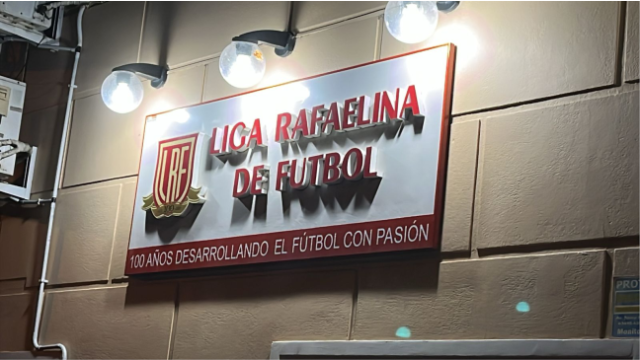 LIGA RAFAELINA
DE FUTBOL
LRF
100 AÑOS DESARROLLANDO EL FÚTBOL CON PASIÓN